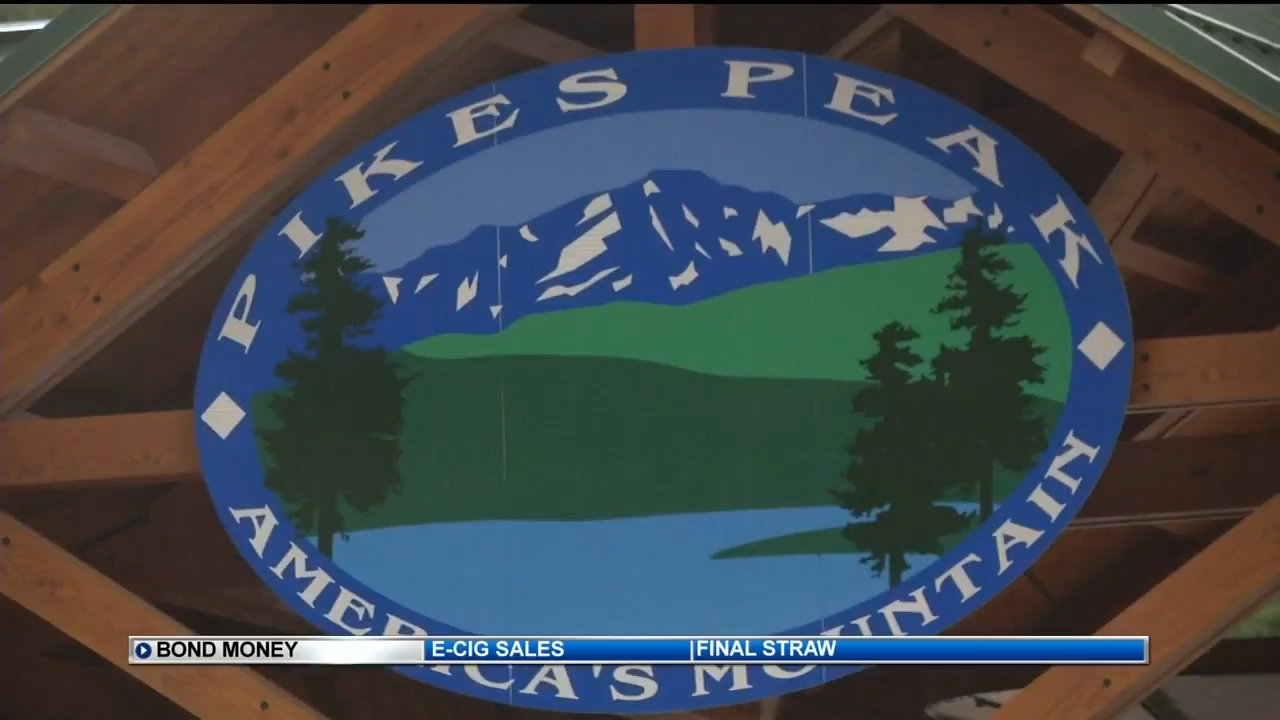 PIKES PEAK
AMERICA'S MOUNTAIN
BOND MONEY
E-CIG SALES
FINAL STRAW